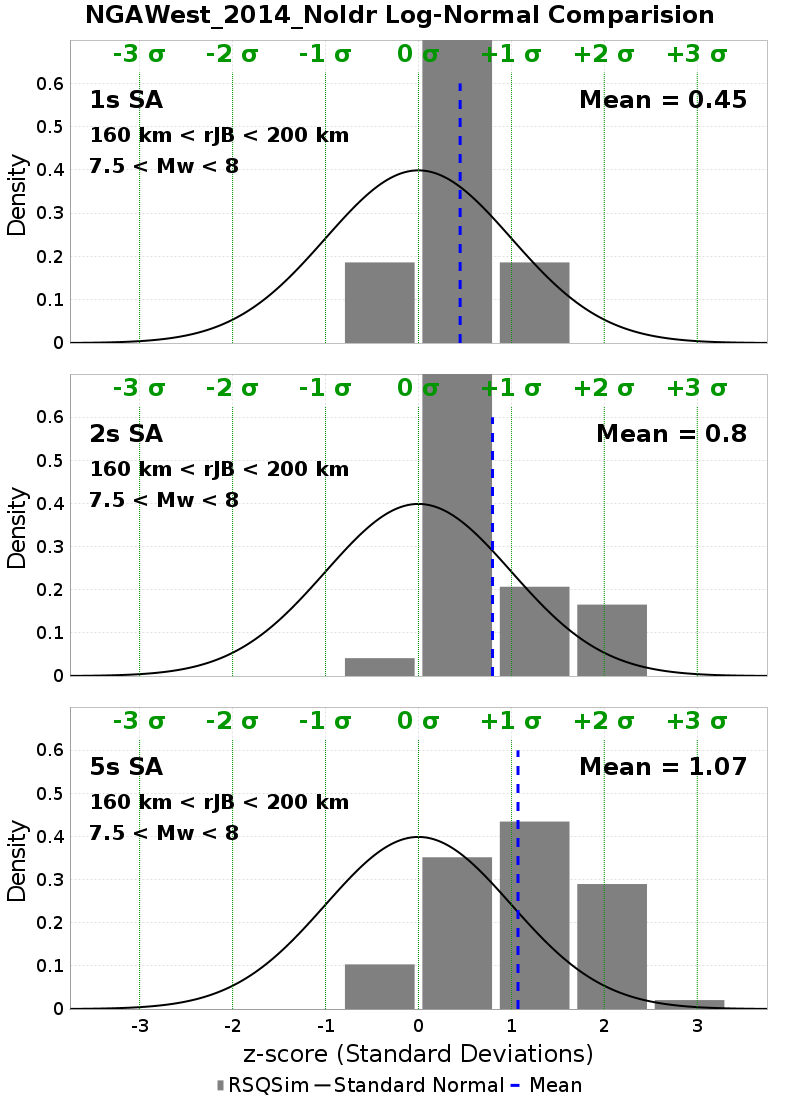 NGAWest_2014_NoIdr Log-Normal Comparision
-3 σ -2 σ -1 σ 0 σ +1 σ +2 σ +3 σ
1s SA Mean = 0.45
160 km < rJB < 200 km
7.5 < Mw < 8
Density
0.6
0.5
0.4
0.3
0.2
0.1
0
-3 σ -2 σ -1 σ 0 σ +1 σ +2 σ +3 σ
2s SA Mean = 0.8
160 km < rJB < 200 km
7.5 < Mw < 8
Density
0.6
0.5
0.4
0.3
0.2
0.1
0
-3 σ -2 σ -1 σ 0 σ +1 σ +2 σ +3 σ
5s SA Mean = 1.07
160 km < rJB < 200 km
7.5 < Mw < 8
Density
0.6
0.5
0.4
0.3
0.2
0.1
0
-3 -2 -1 0 1 2 3
z-score (Standard Deviations)
RSQSim Standard Normal Mean